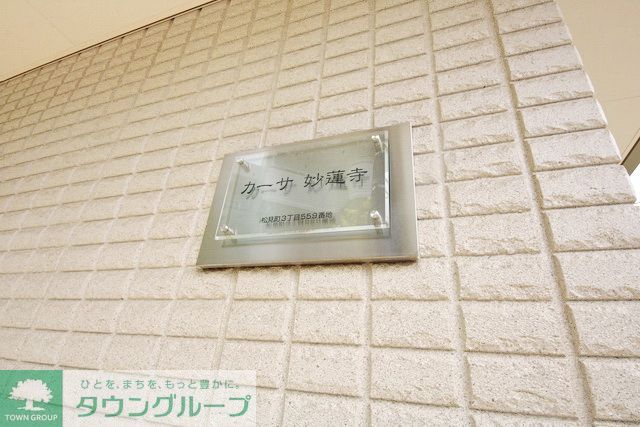 カーサ 妙蓮寺
松見町3丁目559番地
ひとを、まちを、もっと豊かに。
タウングループ
TOWN GROUP